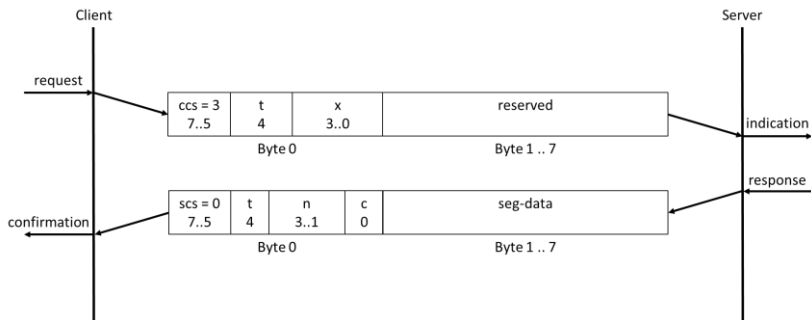 Client Server
request
ccs = 3 t x reserved
7..5 4 3..0
indication
Byte 0 Byte 1 .. 7
response
scs = 0 t n c seg-data
7..5 4 3..1 0
confirmation
Byte 0 Byte 1 .. 7